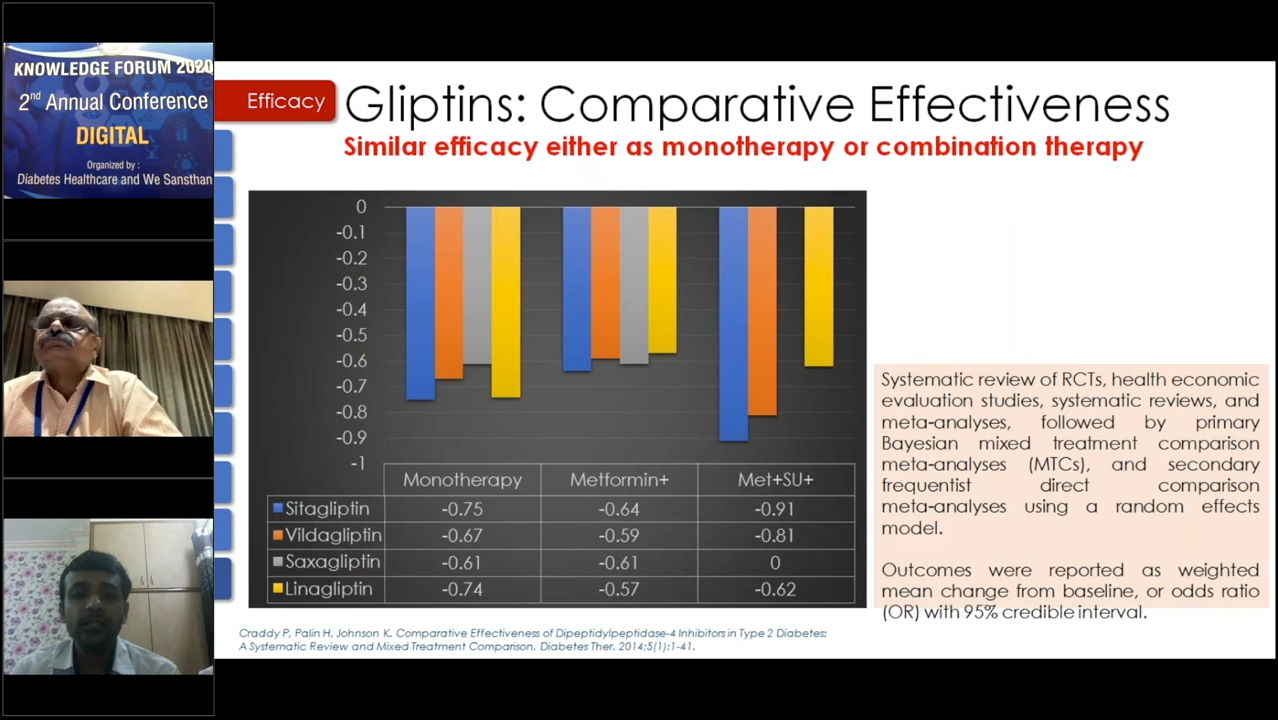 KNOWLEDGE FORUM 2020
2nd Annual Conference
DIGITAL
Organized by :
Diabetes Healthcare and We Sansthan
Efficacy
Gliptins: Comparative Effectiveness
Similar efficacy either as monotherapy or combination therapy
0
-0.1
-0.2
-0.3
-0.4
-0.5
-0.6
-0.7
-0.8
-0.9
-1
Monotherapy Metformin+ Met+SU+
Sitagliptin -0.75 -0.64 -0.91
Vildagliptin -0.67 -0.59 -0.81
Saxagliptin -0.61 -0.61 0
Linagliptin -0.74 -0.57 -0.62
Systematic review of RCTs, health economic
evaluation studies, systematic reviews, and
meta-analyses, followed by primary
Bayesian mixed treatment comparison
meta-analyses (MTCs), and secondary
frequentist direct comparison
meta-analyses using a random effects
model.
Outcomes were reported as weighted
mean change from baseline, or odds ratio
(OR) with 95% credible interval.
Craddy P, Palin H, Johnson K. Comparative Effectiveness of Dipeptidylpeptidase-4 Inhibitors in Type 2 Diabetes:
A Systematic Review and Mixed Treatment Comparison. Diabetes Ther. 2014;5(1):1-41.